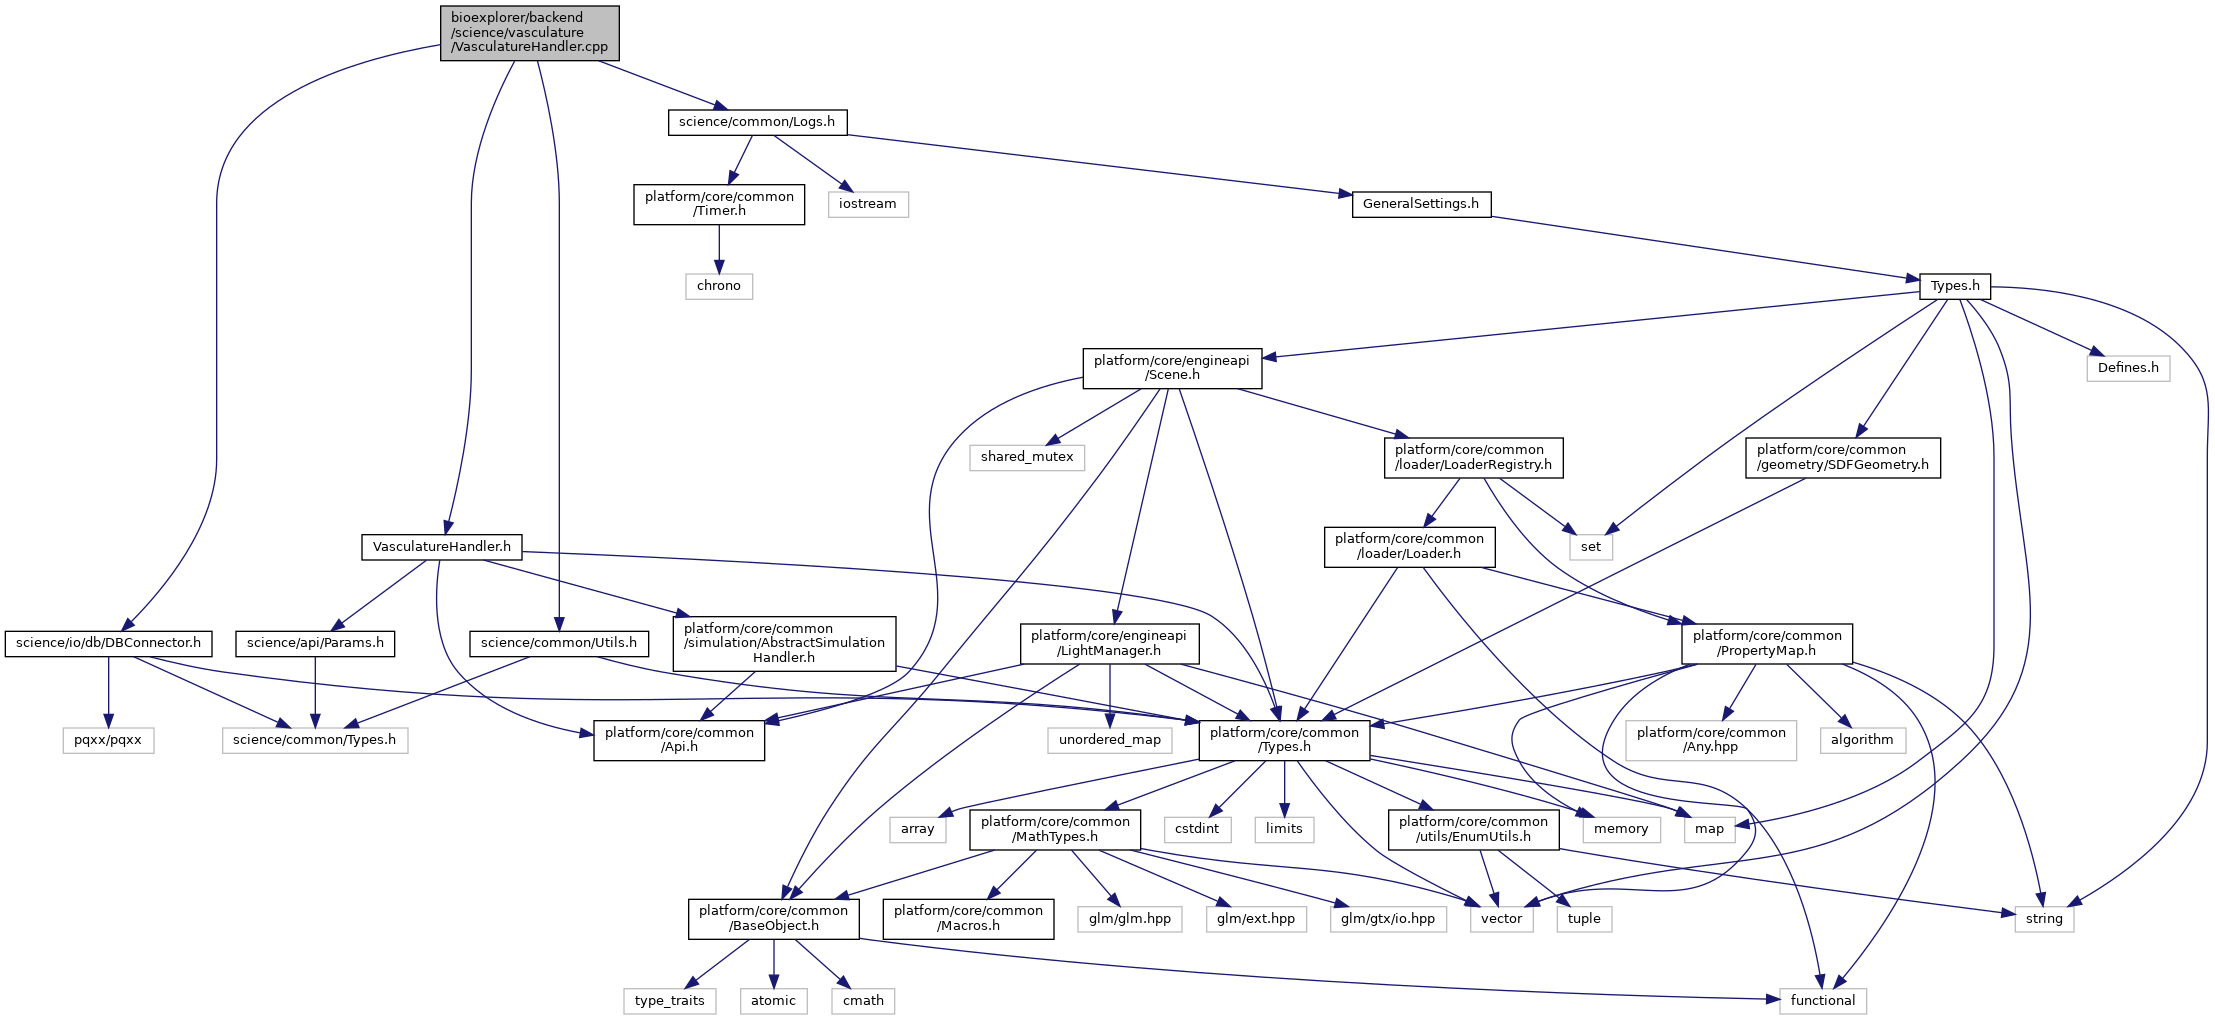 bioexplorer/backend
/science/vasculature
/VasculatureHandler.cpp
science/common/Logs.h
platform/core/common
/Timer.h
iostream
GeneralSettings.h
chrono
Types.h
platform/core/engineapi
/Scene.h
Defines.h
shared_mutex
platform/core/common
/loader/LoaderRegistry.h
platform/core/common
/geometry/SDFGeometry.h
VasculatureHandler.h
platform/core/common
/loader/Loader.h
set
science/io/db/DBConnector.h
science/api/Params.h
science/common/Utils.h
platform/core/common
/simulation/AbstractSimulation
Handler.h
platform/core/engineapi
/LightManager.h
platform/core/common
/PropertyMap.h
pqxx/pqxx
science/common/Types.h
platform/core/common
/Api.h
unordered_map
platform/core/common
/Types.h
platform/core/common
/Any.hpp
algorithm
array
platform/core/common
/MathTypes.h
cstdint
limits
platform/core/common
/utils/EnumUtils.h
memory
map
platform/core/common
/BaseObject.h
platform/core/common
/Macros.h
glm/glm.hpp
glm/ext.hpp
glm/gtx/io.hpp
vector
tuple
string
type_traits
atomic
cmath
functional